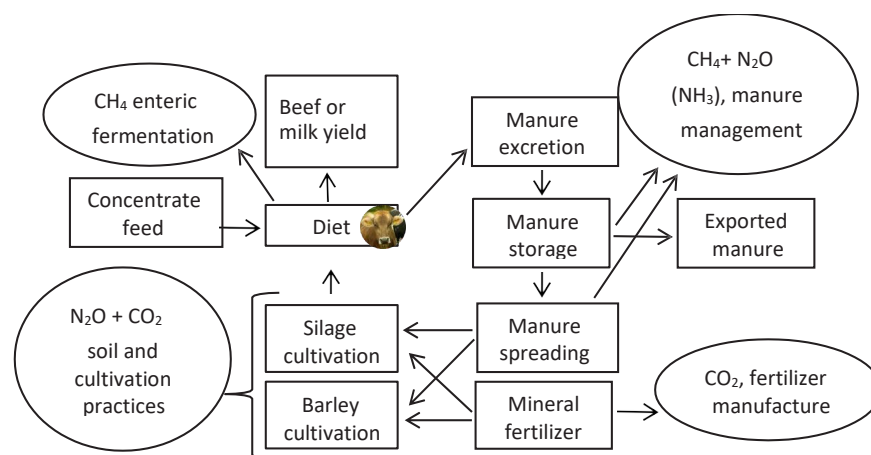 CH₄ enteric
fermentation
Beef or
milk yield
Manure
excretion
CH₄+ N₂O
(NH₃), manure
management
Concentrate
feed
Diet
Manure
storage
Exported
manure
N₂O + CO₂
soil and
cultivation
practices
Silage
cultivation
Manure
spreading
Barley
cultivation
Mineral
fertilizer
CO₂, fertilizer
manufacture